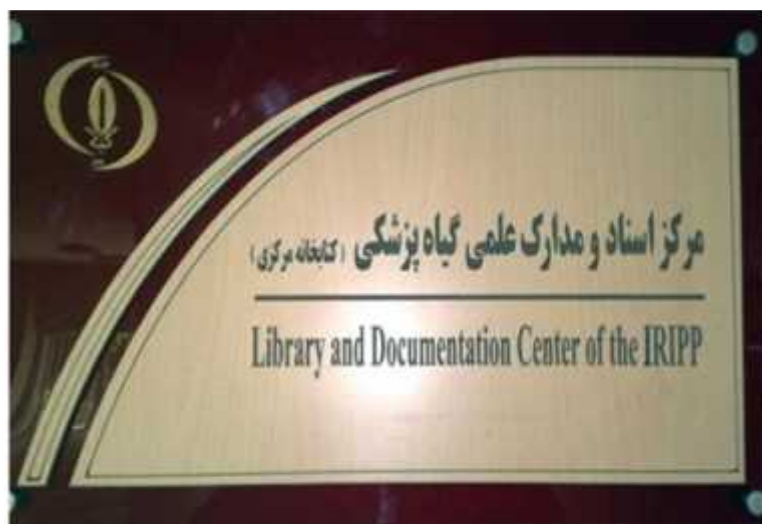 مرکز اسناد و مدارک علمی گیاه پزشکی ( کتابخانه مرکزی )
Library and Documentation Center of the IRIPP